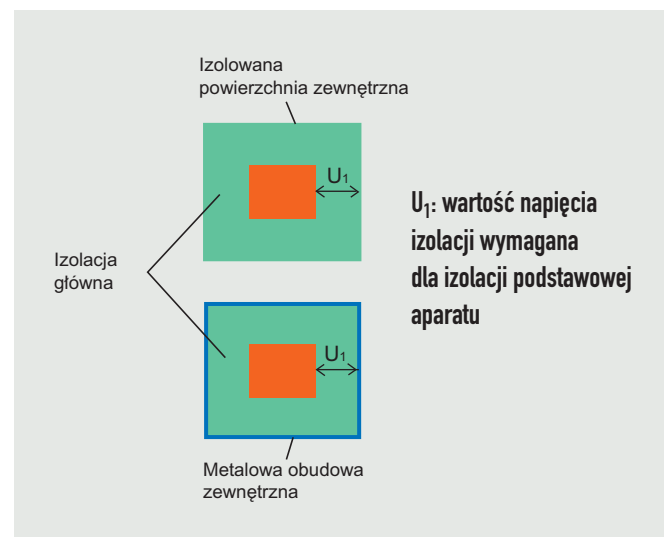 Izolowana
powierzchnia zewnętrzna
U₁
U₁: wartość napięcia
izolacji wymagana
dla izolacji podstawowej
aparatu
Izolacja
główna
U₁
Metalowa obudowa
zewnętrzna